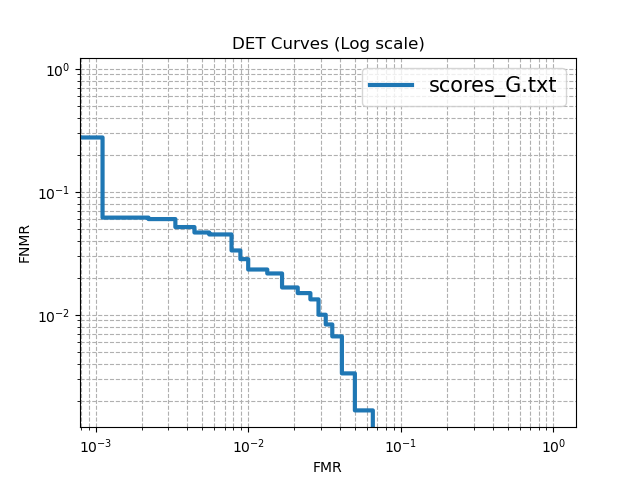 DET Curves (Log scale)
scores_G.txt
FNMR
10⁰
10⁻¹
10⁻²
10⁻³
10⁻²
10⁻¹
10⁰
FMR